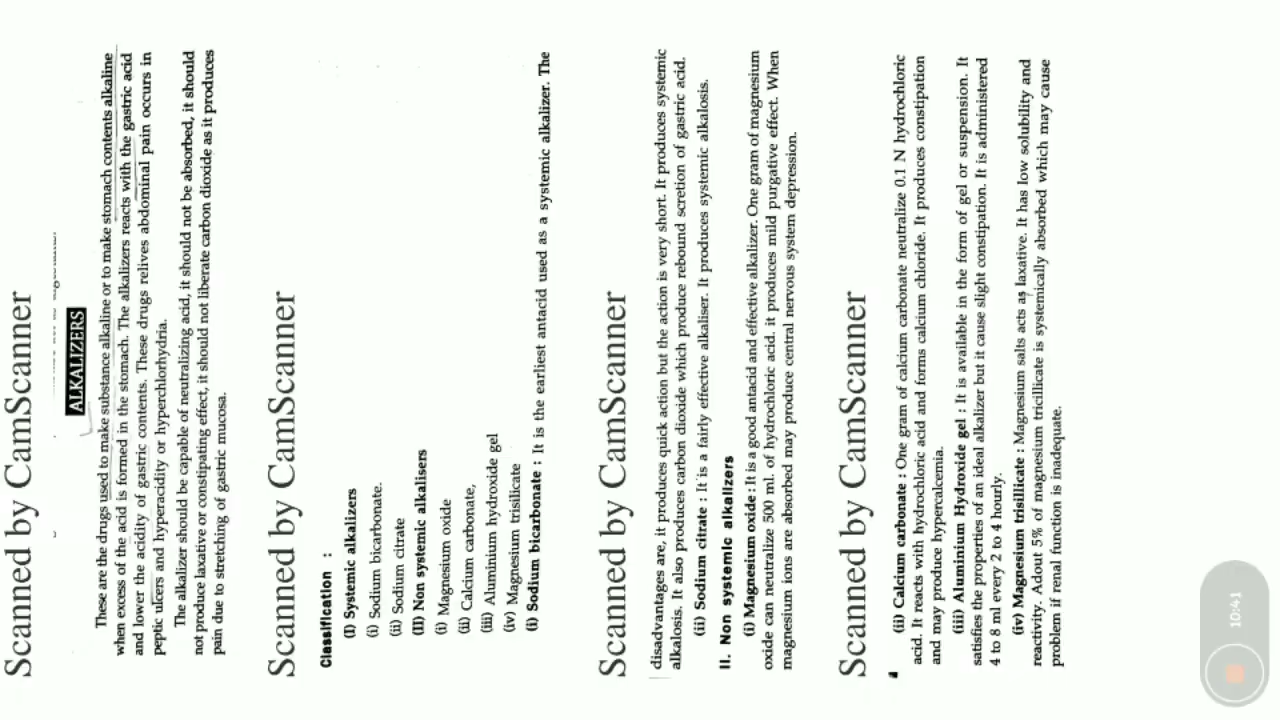 Scanned by CamScanner
ALKALIZERS
These are the drugs used to make substance alkaline or to make stomach contents alkaline
when excess of the acid is formed in the stomach. The alkalizers reacts with the gastric acid
and lower the acidity of gastric contents. These drugs relives abdominal pain occurs in
peptic ulcers and hyperacidity or hyperchlorhydria.
The alkalizer should be capable of neutralizing acid, it should not be absorbed, it should
not produce laxative or constipating effect, it should not liberate carbon dioxide as it produces
pain due to stretching of gastric mucosa.
Scanned by CamScanner
Classification :
(I) Systemic alkalizers
(i) Sodium bicarbonate.
(ii) Sodium citrate
(II) Non systemic alkalisers
(i) Magnesium oxide
(ii) Calcium carbonate,
(iii) Aluminium hydroxide gel
(iv) Magnesium trisilicate
(i) Sodium bicarbonate : It is the earliest antacid used as a systemic alkalizer. The
Scanned by CamScanner
disadvantages are, it produces quick action but the action is very short. It produces systemic
alkalosis. It also produces carbon dioxide which produce rebound scretion of gastric acid.
(ii) Sodium citrate : It is a fairly effective alkaliser. It produces systemic alkalosis.
II. Non systemic alkalizers
(i) Magnesium oxide : It is a good antacid and effective alkalizer. One gram of magnesium
oxide can neutralize 500 ml. of hydrochloric acid. it produces mild purgative effect. When
magnesium ions are absorbed may produce central nervous system depression.
Scanned by CamScanner
(ii) Calcium carbonate : One gram of calcium carbonate neutralize 0.1 N hydrochloric
acid. It reacts with hydrochloric acid and forms calcium chloride. It produces constipation
and may produce hypercalcemia.
(iii) Aluminium Hydroxide gel : It is available in the form of gel or suspension. It
satisfies the properties of an ideal alkalizer but it cause slight constipation. It is administered
4 to 8 ml every 2 to 4 hourly.
(iv) Magnesium trisillicate : Magnesium salts acts as laxative. It has low solubility and
reactivity. Adout 5% of magnesium tricillicate is systemically absorbed which may cause
problem if renal function is inadequate.
10:41